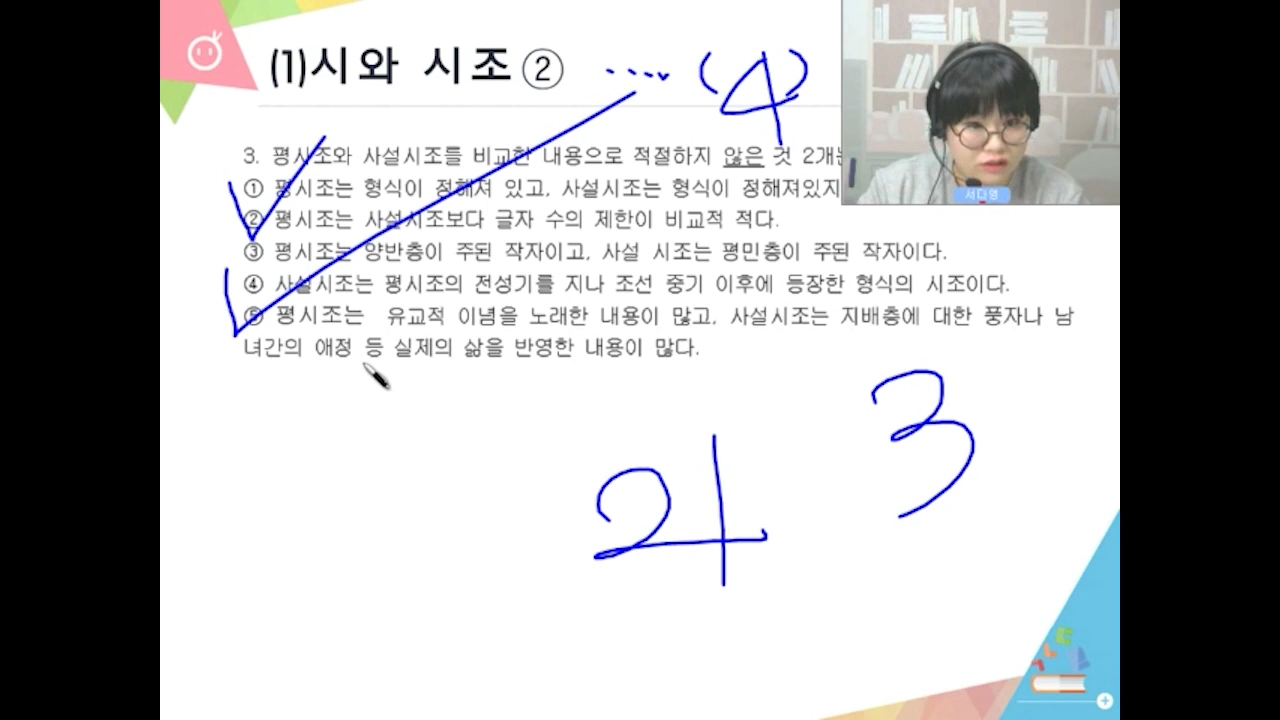 (1)시와 시조②
(4)
3. 평시조와 사설시조를 비교한 내용으로 적절하지 않은 것 2개는
① 평시조는 형식이 정해져 있고, 사설시조는 형식이 정해져있지
② 평시조는 사설시조보다 글자 수의 제한이 비교적 적다.
③ 평시조는 양반층이 주된 작자이고, 사설 시조는 평민층이 주된 작자이다.
④ 사설시조는 평시조의 전성기를 지나 조선 중기 이후에 등장한 형식의 시조이다.
⑤ 평시조는 유교적 이념을 노래한 내용이 많고, 사설시조는 지배층에 대한 풍자나 남
녀간의 애정 등 실제의 삶을 반영한 내용이 많다.
서다영
3